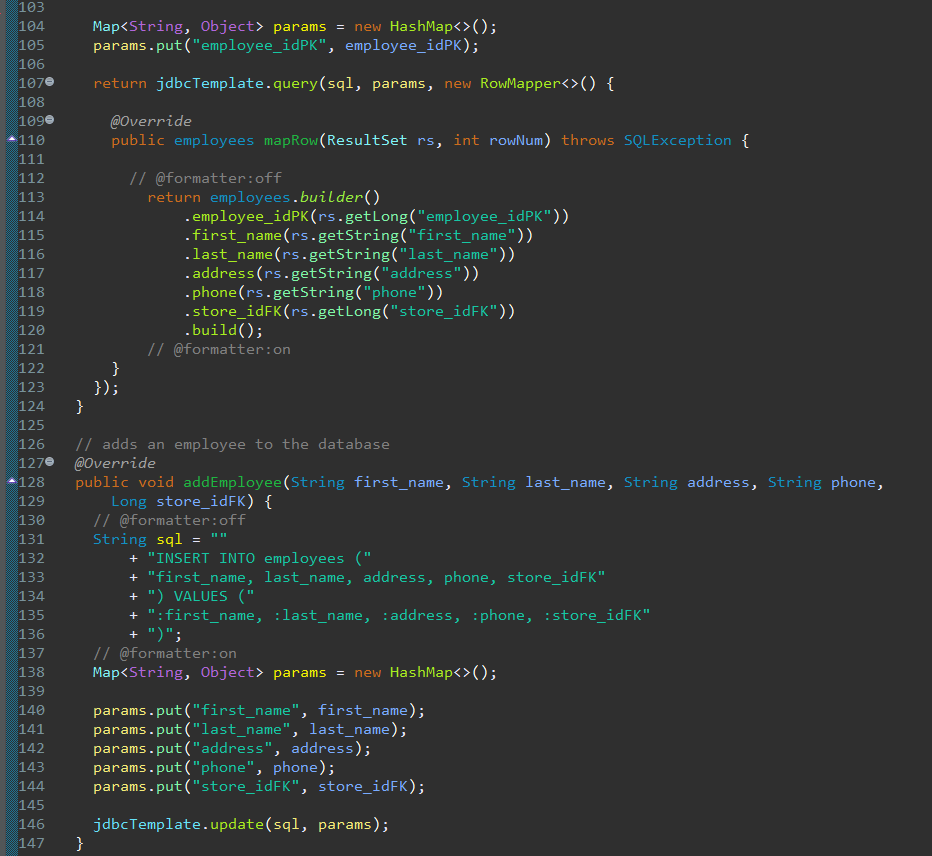 103
104 Map<String, Object> params = new HashMap<>();
105 params.put("employee_idPK", employee_idPK);
106
107 return jdbcTemplate.query(sql, params, new RowMapper<>() {
108
109 @Override
110 public employees mapRow(ResultSet rs, int rowNum) throws SQLException {
111
112 // @formatter:off
113 return employees.builder()
114 .employee_idPK(rs.getLong("employee_idPK"))
115 .first_name(rs.getString("first_name"))
116 .last_name(rs.getString("last_name"))
117 .address(rs.getString("address"))
118 .phone(rs.getString("phone"))
119 .store_idFK(rs.getLong("store_idFK"))
120 .build();
121 // @formatter:on
122 }
123 });
124 }
125
126 // adds an employee to the database
127 @Override
128 public void addEmployee(String first_name, String last_name, String address, String phone,
129 Long store_idFK) {
130 // @formatter:off
131 String sql = ""
132 + "INSERT INTO employees ("
133 + "first_name, last_name, address, phone, store_idFK"
134 + ") VALUES ("
135 + ":first_name, :last_name, :address, :phone, :store_idFK"
136 + ")";
137 // @formatter:on
138 Map<String, Object> params = new HashMap<>();
139
140 params.put("first_name", first_name);
141 params.put("last_name", last_name);
142 params.put("address", address);
143 params.put("phone", phone);
144 params.put("store_idFK", store_idFK);
145
146 jdbcTemplate.update(sql, params);
147 }